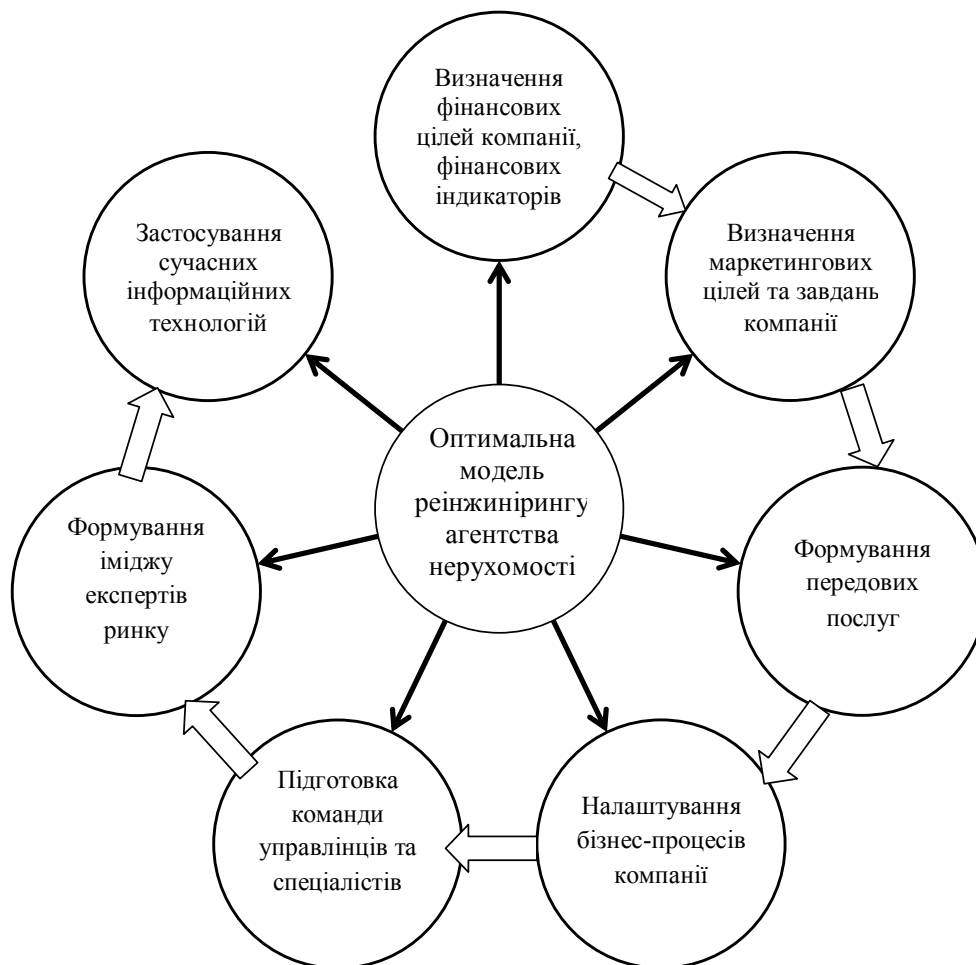 Визначення
фінансових
цілей компанії,
фінансових
індикаторів
Визначення
маркетингових
цілей та завдань
компанії
Формування
передових
послуг
Налаштування
бізнес-процесів
компанії
Підготовка
команди
управлінців та
спеціалістів
Формування
іміджу
експертів
ринку
Застосування
сучасних
інформаційних
технологій
Оптимальна
модель
реінжинірингу
агентства
нерухомості